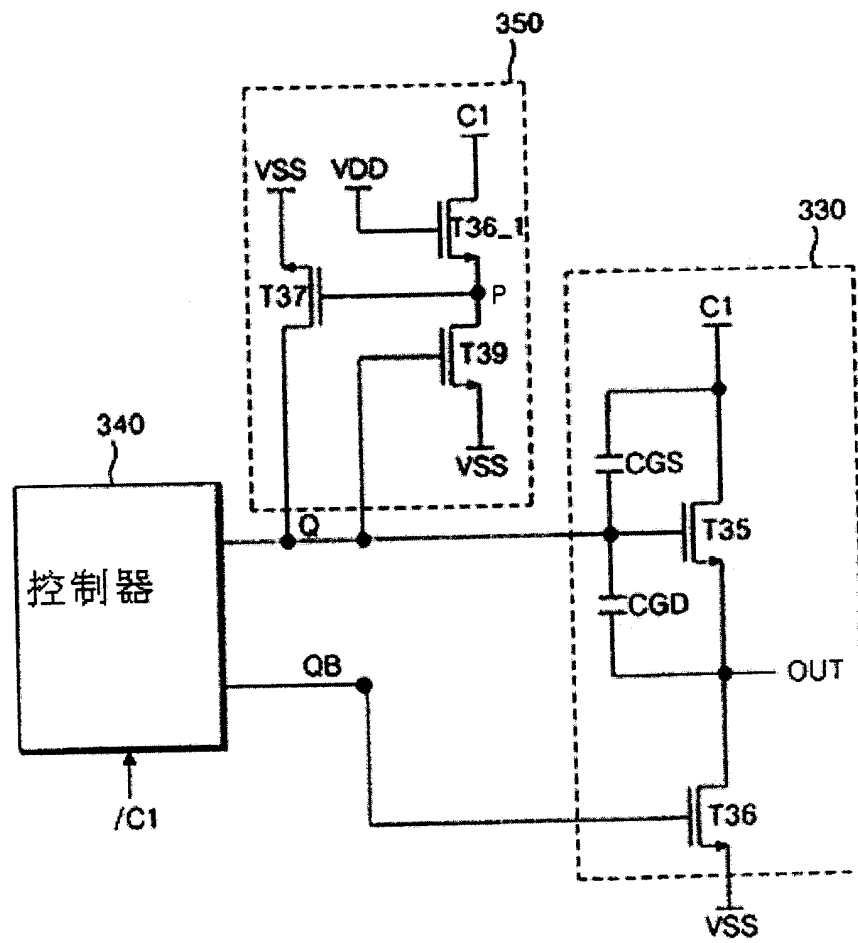 350
C1
VSS
VDD
T36_1
330
T37
P
C1
T39
340
VSS
CGS
Q
T35
控制器
CGD
QB
OUT
/C1
T36
VSS